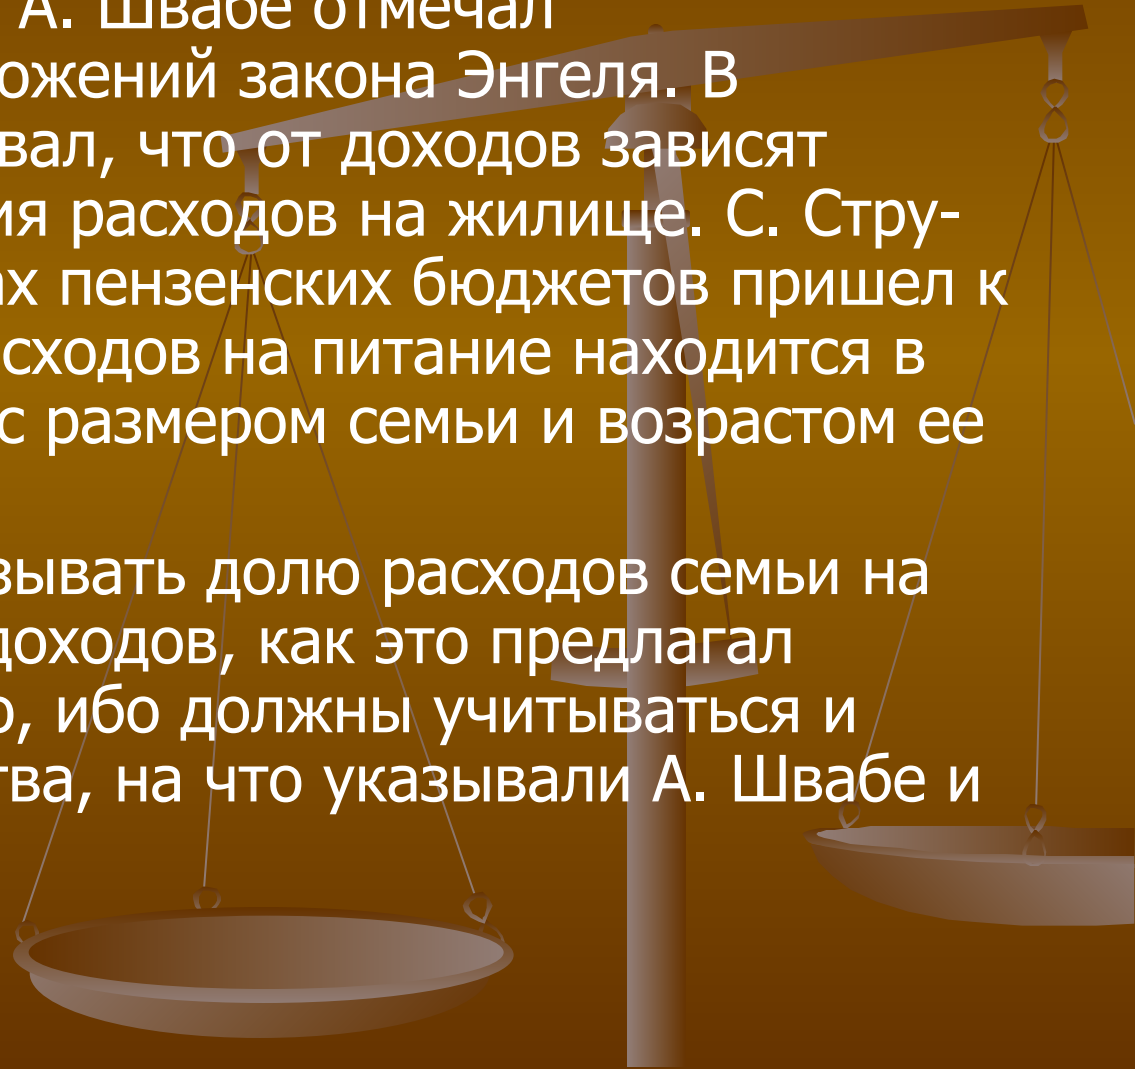 А. Швабе отмечал
ожений закона Энгеля. В
вал, что от доходов зависят
ия расходов на жилище. С. Стру-
ах пензенских бюджетов пришел к
сходов на питание находится в
с размером семьи и возрастом ее
зывать долю расходов семьи на
доходов, как это предлагал
о, ибо должны учитываться и
тва, на что указывали А. Швабе и